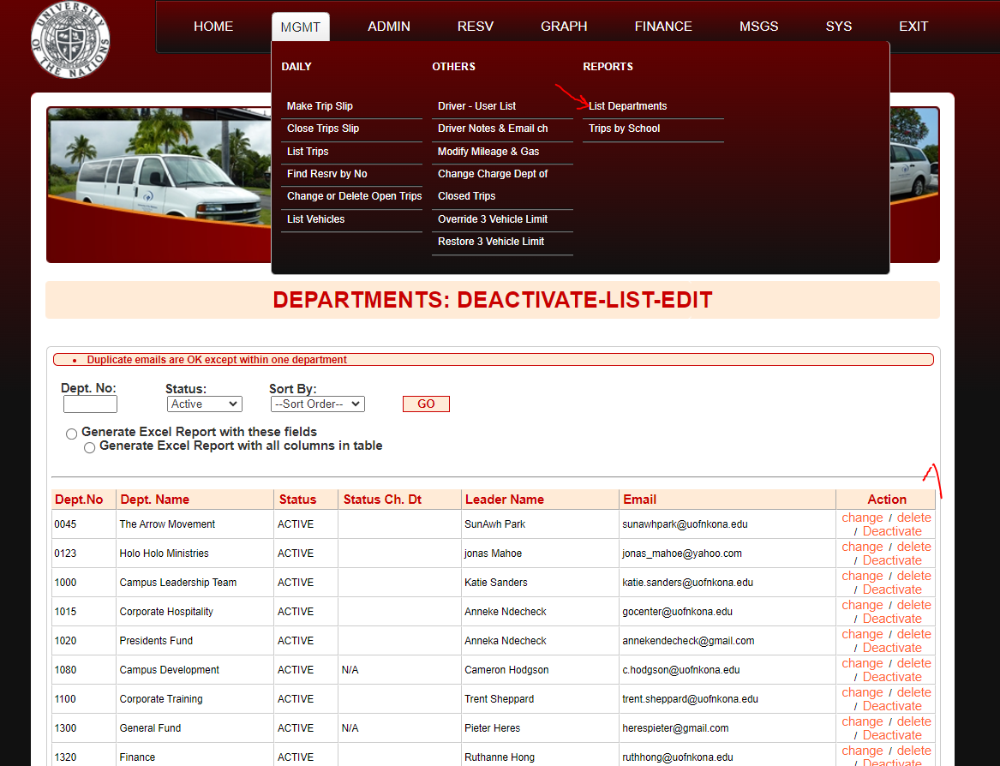 UNIVERSITY OF THE NATIONS
HOME MGMT ADMIN RESV GRAPH FINANCE MSGS SYS EXIT
DAILY OTHERS REPORTS
Make Trip Slip Driver - User List List Departments
Close Trips Slip Driver Notes & Email ch Trips by School
List Trips Modify Mileage & Gas
Find Resrv by No Change Charge Dept of
Change or Delete Open Trips Closed Trips
List Vehicles Override 3 Vehicle Limit
Restore 3 Vehicle Limit
DEPARTMENTS: DEACTIVATE-LIST-EDIT
• Duplicate emails are OK except within one department
Dept. No: Status: Sort By:
Active --Sort Order-- GO
Generate Excel Report with these fields
Generate Excel Report with all columns in table
Dept.No Dept. Name Status Status Ch. Dt Leader Name Email Action
0045 The Arrow Movement ACTIVE SunAwh Park sunawhpark@uofnkona.edu change / delete
/ Deactivate
0123 Holo Holo Ministries ACTIVE jonas Mahoe jonas_mahoe@yahoo.com change / delete
/ Deactivate
1000 Campus Leadership Team ACTIVE Katie Sanders katie.sanders@uofnkona.edu change / delete
/ Deactivate
1015 Corporate Hospitality ACTIVE Anneke Ndecheck gocenter@uofnkona.edu change / delete
/ Deactivate
1020 Presidents Fund ACTIVE Anneka Ndecheck annekendecheck@gmail.com change / delete
/ Deactivate
1080 Campus Development ACTIVE N/A Cameron Hodgson c.hodgson@uofnkona.edu change / delete
/ Deactivate
1100 Corporate Training ACTIVE Trent Sheppard trent.sheppard@uofnkona.edu change / delete
/ Deactivate
1300 General Fund ACTIVE N/A Pieter Heres herespieter@gmail.com change / delete
/ Deactivate
1320 Finance ACTIVE Ruthanne Hong ruthhong@uofnkona.edu change / delete
/ Deactivate